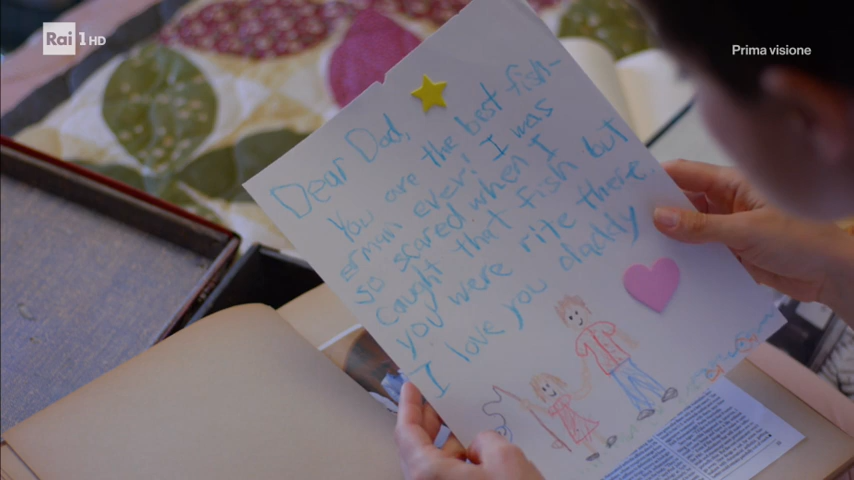 Rai 1 HD
Prima visione
Dear Dad,
You are the best fish-
erman ever! I was
so scared when I
caught that fish but
you were rite there.
I love you daddy